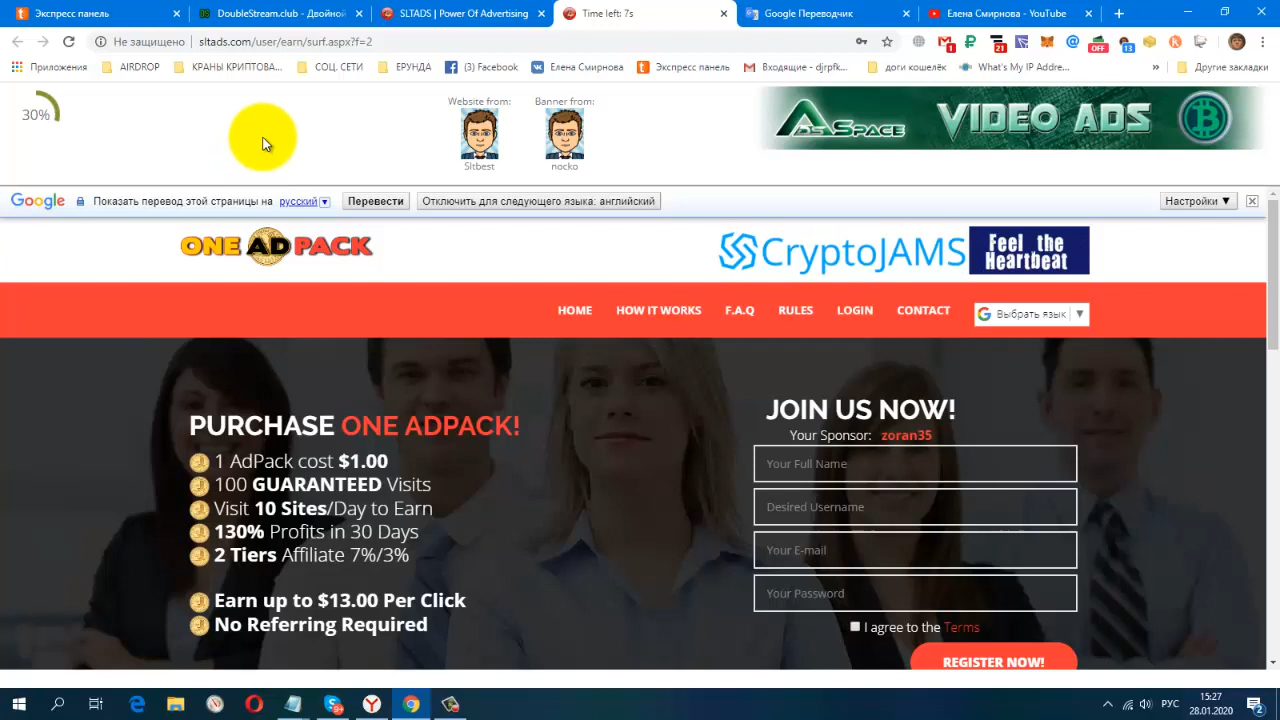 Экспресс панель
DoubleStream.club - Двойной
SLTADS | Power Of Advertising
Time left: 7s
Google Переводчик
Елена Смирнова - YouTube
Не защищено
sltads.com/user/earn/surf.aspx?f=2
1
21
OFF
13
Приложения
AIRDROP
КРАНЫ КРИПТОВА...
СОЦ. СЕТИ
ЕРУНДА
(3) Facebook
Елена Смирнова
Экспресс панель
Входящие - djrpfk...
доги кошелёк
What's My IP Addre...
»
Другие закладки
30%
Website from:
Banner from:
Sltbest
nocko
AdsSpace
VIDEO ADS
Google
Показать перевод этой страницы на русский
Перевести
Отключить для следующего языка: английский
Настройки ▼
ONE AD PACK
CryptoJAMS
Feel the
Heartbeat
HOME
HOW IT WORKS
F.A.Q
RULES
LOGIN
CONTACT
Выбрать язык ▼
PURCHASE ONE ADPACK!
1 AdPack cost $1.00
100 GUARANTEED Visits
Visit 10 Sites/Day to Earn
130% Profits in 30 Days
2 Tiers Affiliate 7%/3%
Earn up to $13.00 Per Click
No Referring Required
JOIN US NOW!
Your Sponsor: zoran35
Your Full Name
Desired Username
Your E-mail
Your Password
I agree to the Terms
REGISTER NOW!
РУС
15:27
28.01.2020
2